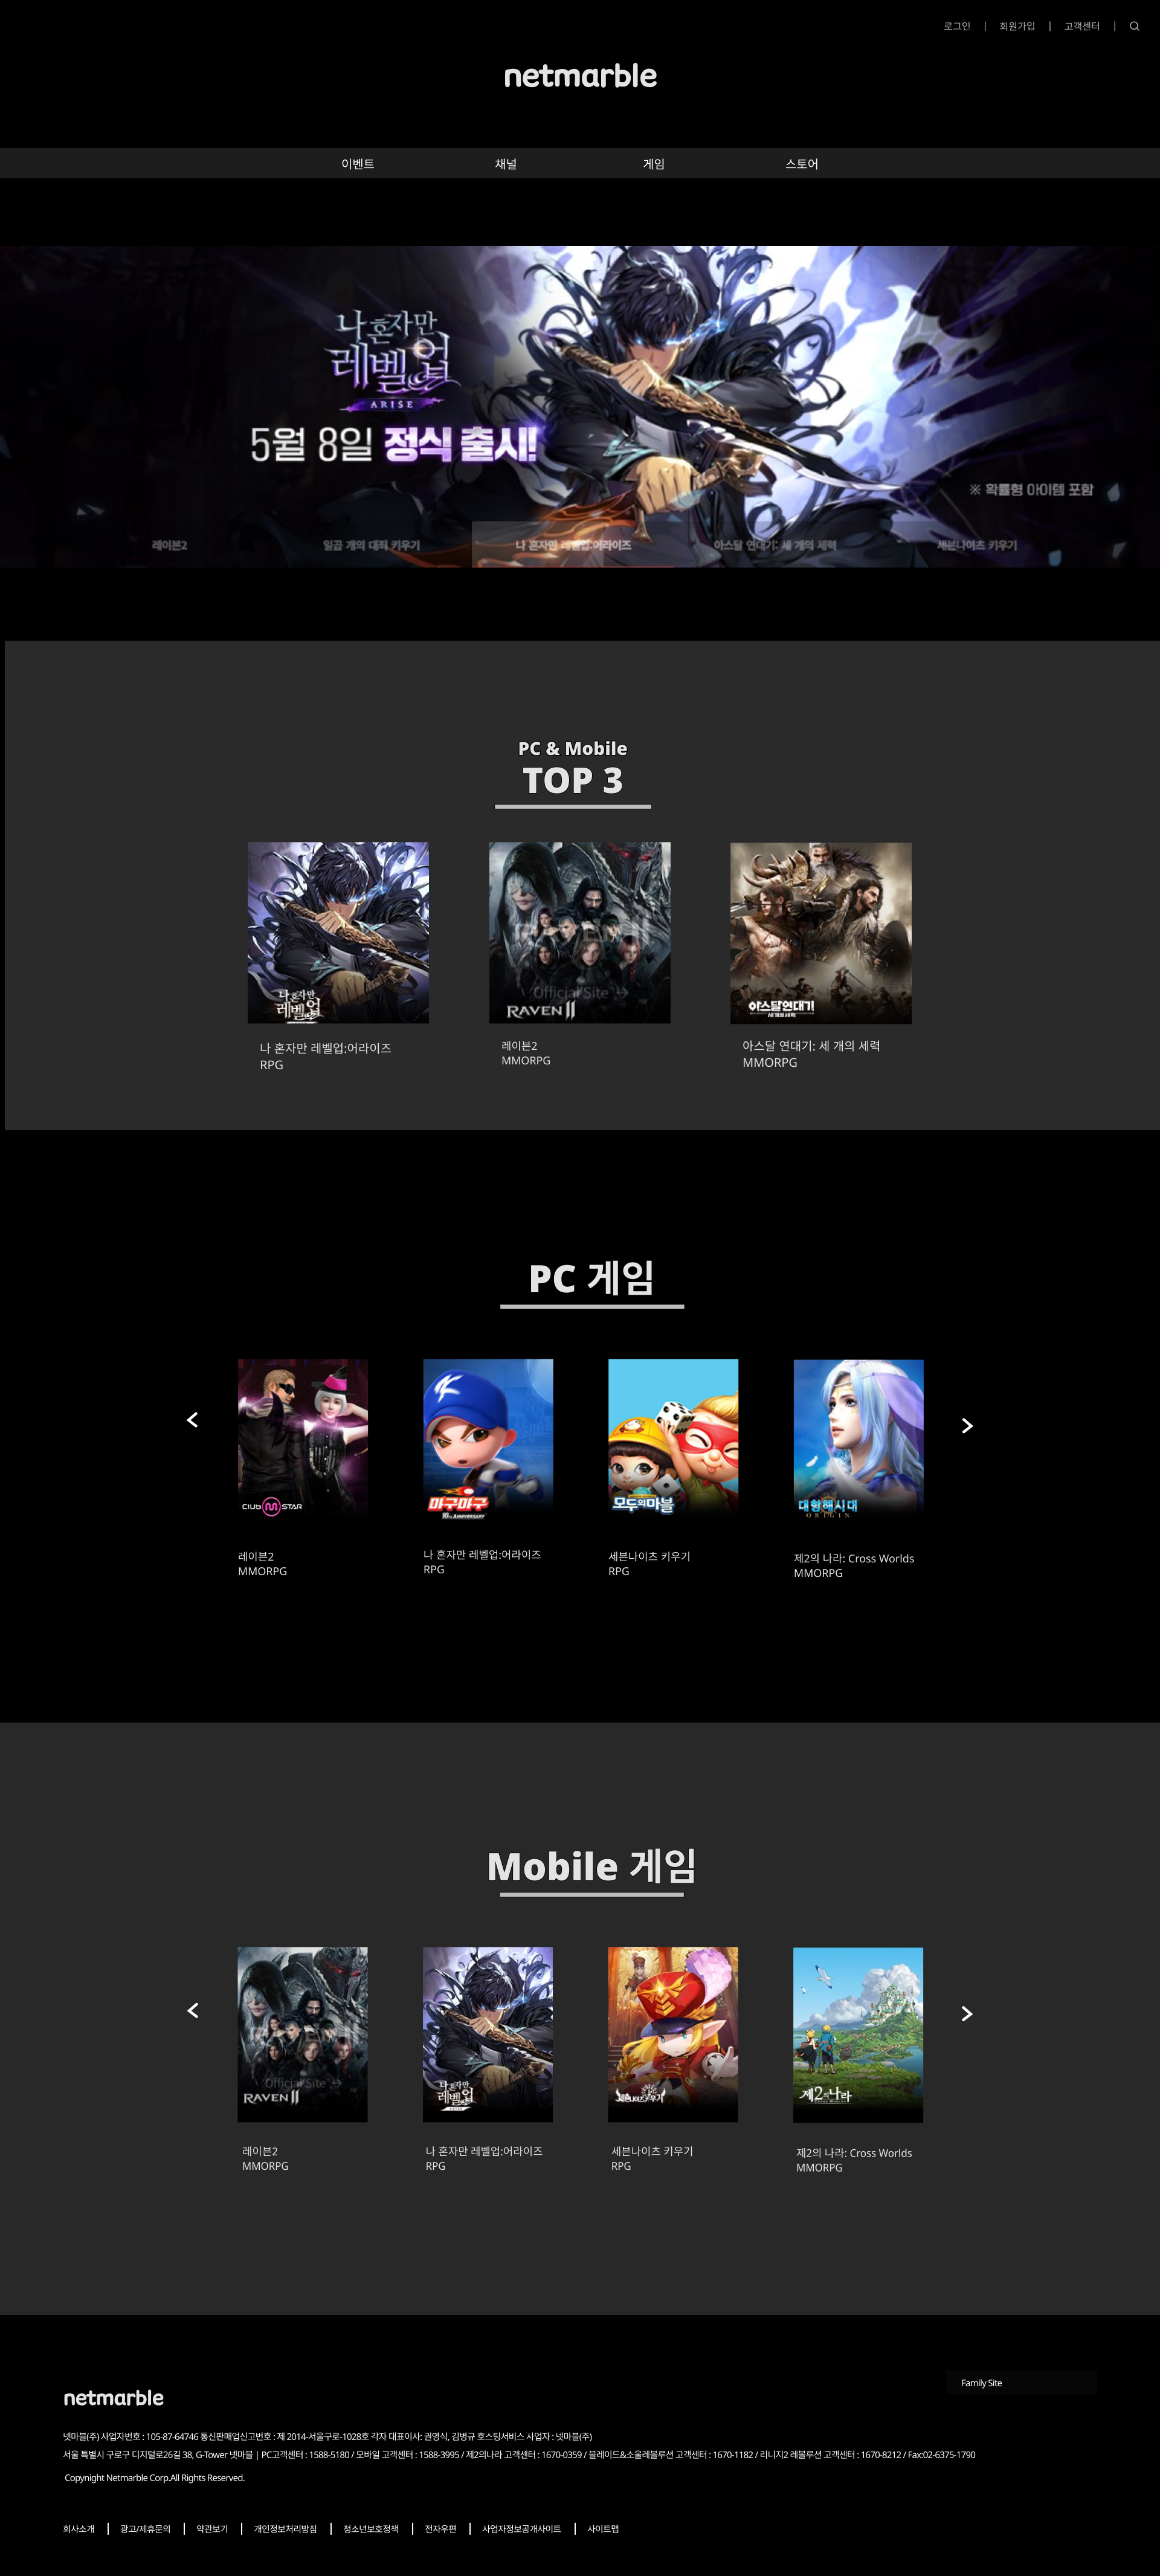 로그인 | 회원가입 | 고객센터 |
netmarble
이벤트 채널 게임 스토어
나 혼자만
레벨업
ARISE
5월 8일 정식 출시!
※ 확률형 아이템 포함
레이븐2 일곱 개의 대죄 키우기 나 혼자만 레벨업:어라이즈 아스달 연대기: 세 개의 세력 세븐나이츠 키우기
PC & Mobile
TOP 3
나 혼자만
레벨업
Official Site →
RAVEN II
아스달연대기
세 개의 세력
나 혼자만 레벨업:어라이즈
RPG
레이븐2
MMORPG
아스달 연대기: 세 개의 세력
MMORPG
PC 게임
CLUB M STAR
마구마구
모두의마블
대항해시대
ORIGIN
레이븐2
MMORPG
나 혼자만 레벨업:어라이즈
RPG
세븐나이츠 키우기
RPG
제2의 나라: Cross Worlds
MMORPG
Mobile 게임
Official Site →
RAVEN II
나 혼자만
레벨업
세븐나이츠키우기
제2의나라
레이븐2
MMORPG
나 혼자만 레벨업:어라이즈
RPG
세븐나이츠 키우기
RPG
제2의 나라: Cross Worlds
MMORPG
Family Site
netmarble
넷마블(주) 사업자번호 : 105-87-64746 통신판매업신고번호 : 제 2014-서울구로-1028호 각자 대표이사: 권영식, 김병규 호스팅서비스 사업자 : 넷마블(주)
서울 특별시 구로구 디지털로26길 38, G-Tower 넷마블 | PC고객센터 : 1588-5180 / 모바일 고객센터 : 1588-3995 / 제2의나라 고객센터 : 1670-0359 / 블레이드&소울레볼루션 고객센터 : 1670-1182 / 리니지2 레볼루션 고객센터 : 1670-8212 / Fax:02-6375-1790
Copynight Netmarble Corp.All Rights Reserved.
회사소개 | 광고/제휴문의 | 약관보기 | 개인정보처리방침 | 청소년보호정책 | 전자우편 | 사업자정보공개사이트 | 사이트맵